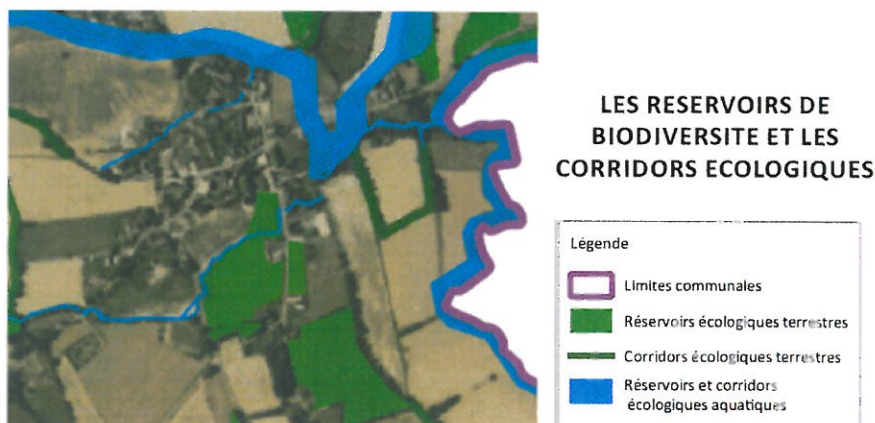 LES RESERVOIRS DE
BIODIVERSITE ET LES
CORRIDORS ECOLOGIQUES
Légende
Limites communales
Réservoirs écologiques terrestres
Corridors écologiques terrestres
Réservoirs et corridors
écologiques aquatiques